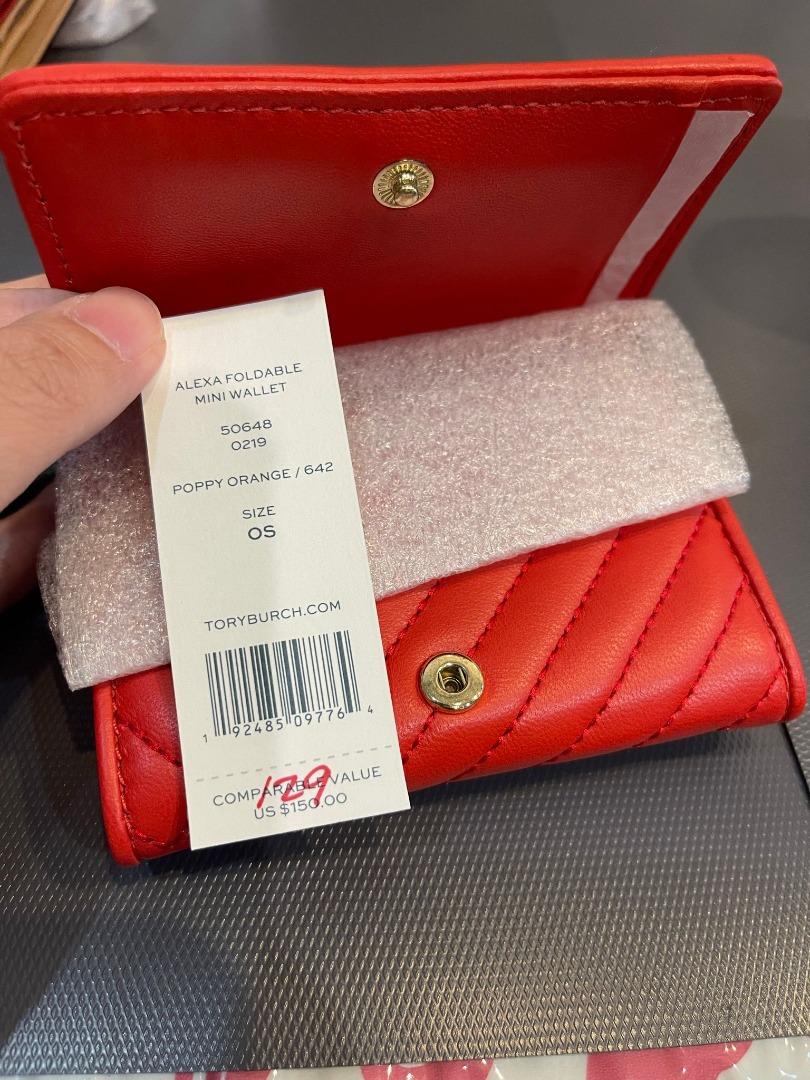 ALEXA FOLDABLE
MINI WALLET
50648
0219
POPPY ORANGE / 642
SIZE
OS
TORYBURCH.COM
1 92485 09776 4
129
COMPARABLE VALUE
US $150.00